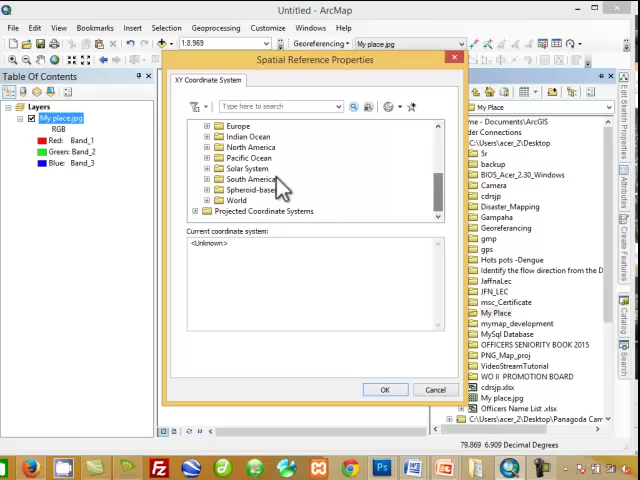 Untitled - ArcMap
File Edit View Bookmarks Insert Selection Geoprocessing Customize Windows Help
1:8,969 Georeferencing My place.jpg
Table Of Contents
Layers
My place.jpg
RGB
Red: Band_1
Green: Band_2
Blue: Band_3
Spatial Reference Properties
XY Coordinate System
Type here to search
Europe
Indian Ocean
North America
Pacific Ocean
Solar System
South America
Spheroid-base
World
Projected Coordinate Systems
Current coordinate system:
<Unknown>
OK Cancel
My Place
me - Documents\ArcGIS
der Connections
C:\Users\acer_2\Desktop
5r
backup
BIOS_Acer_2.30_Windows
Camera
cdrsjp
Disaster_Mapping
Gampaha
Georeferencing
gmp
gps
Hots pots -Dengue
Identify the flow direction from the D
JaffnaLec
JFN_LEC
msc_Certificate
My Place
mymap_development
MySql Database
OFFICERS SENIORITY BOOK 2015
PNG_Map_proj
VideoStreamTutorial
WO II PROMOTION BOARD
cdrsjp.xlsx
My place.jpg
Officers Name List .xlsx
C:\Users\acer_2\Desktop\Panagoda Cam
Edit Sketch Properties
Attributes
Create Features
Search
79.869 6.909 Decimal Degrees